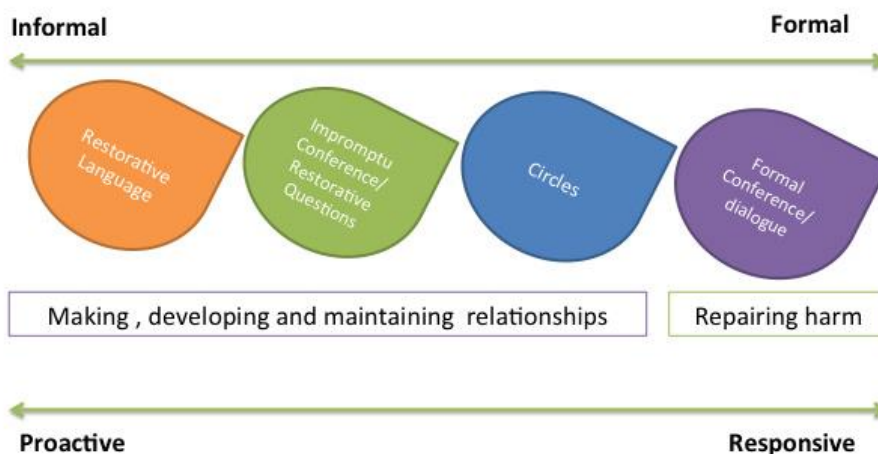 Informal
Formal
Restorative
Language
Impromptu
Conference/
Restorative
Questions
Circles
Formal
Conference/
dialogue
Making , developing and maintaining relationships
Repairing harm
Proactive
Responsive